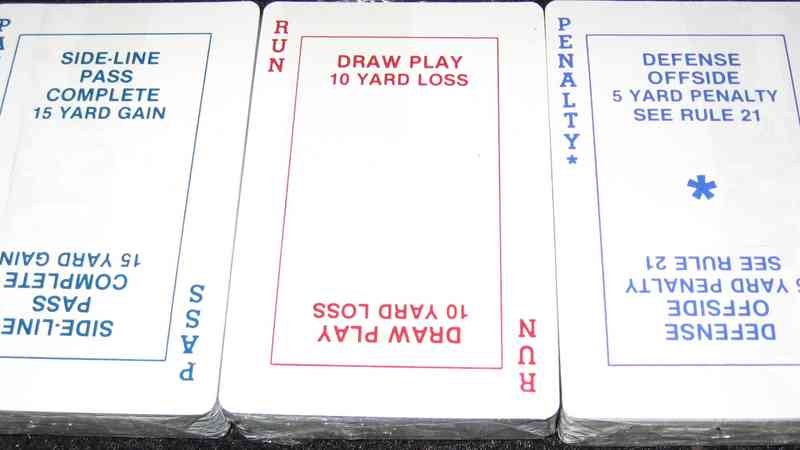 PA
SIDE-LINE
PASS
COMPLETE
15 YARD GAIN
15 YARD GAIN
COMPLETE
PASS
SIDE-LINE
PASS
RUN
DRAW PLAY
10 YARD LOSS
10 YARD LOSS
DRAW PLAY
RUN
PENALTY*
DEFENSE
OFFSIDE
5 YARD PENALTY
SEE RULE 21
*
SEE RULE 21
5 YARD PENALTY
OFFSIDE
DEFENSE